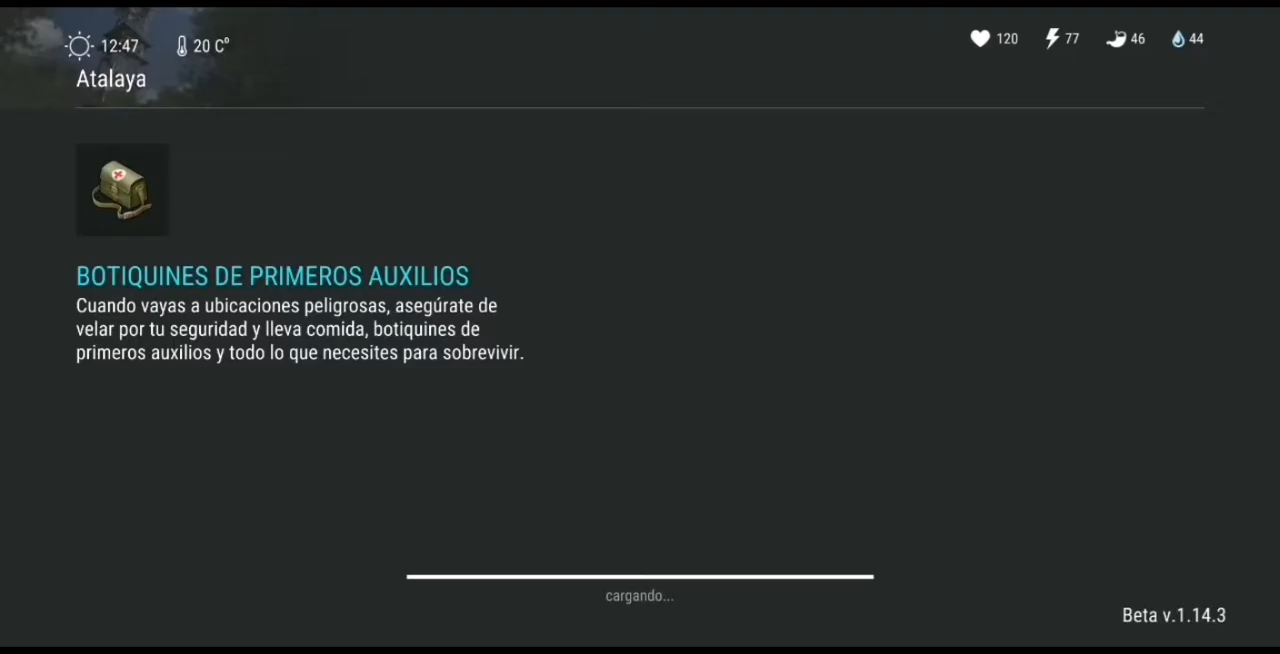 12:47 20 C°
Atalaya
120 77 46 44
BOTIQUINES DE PRIMEROS AUXILIOS
Cuando vayas a ubicaciones peligrosas, asegúrate de
velar por tu seguridad y lleva comida, botiquines de
primeros auxilios y todo lo que necesites para sobrevivir.
cargando...
Beta v.1.14.3